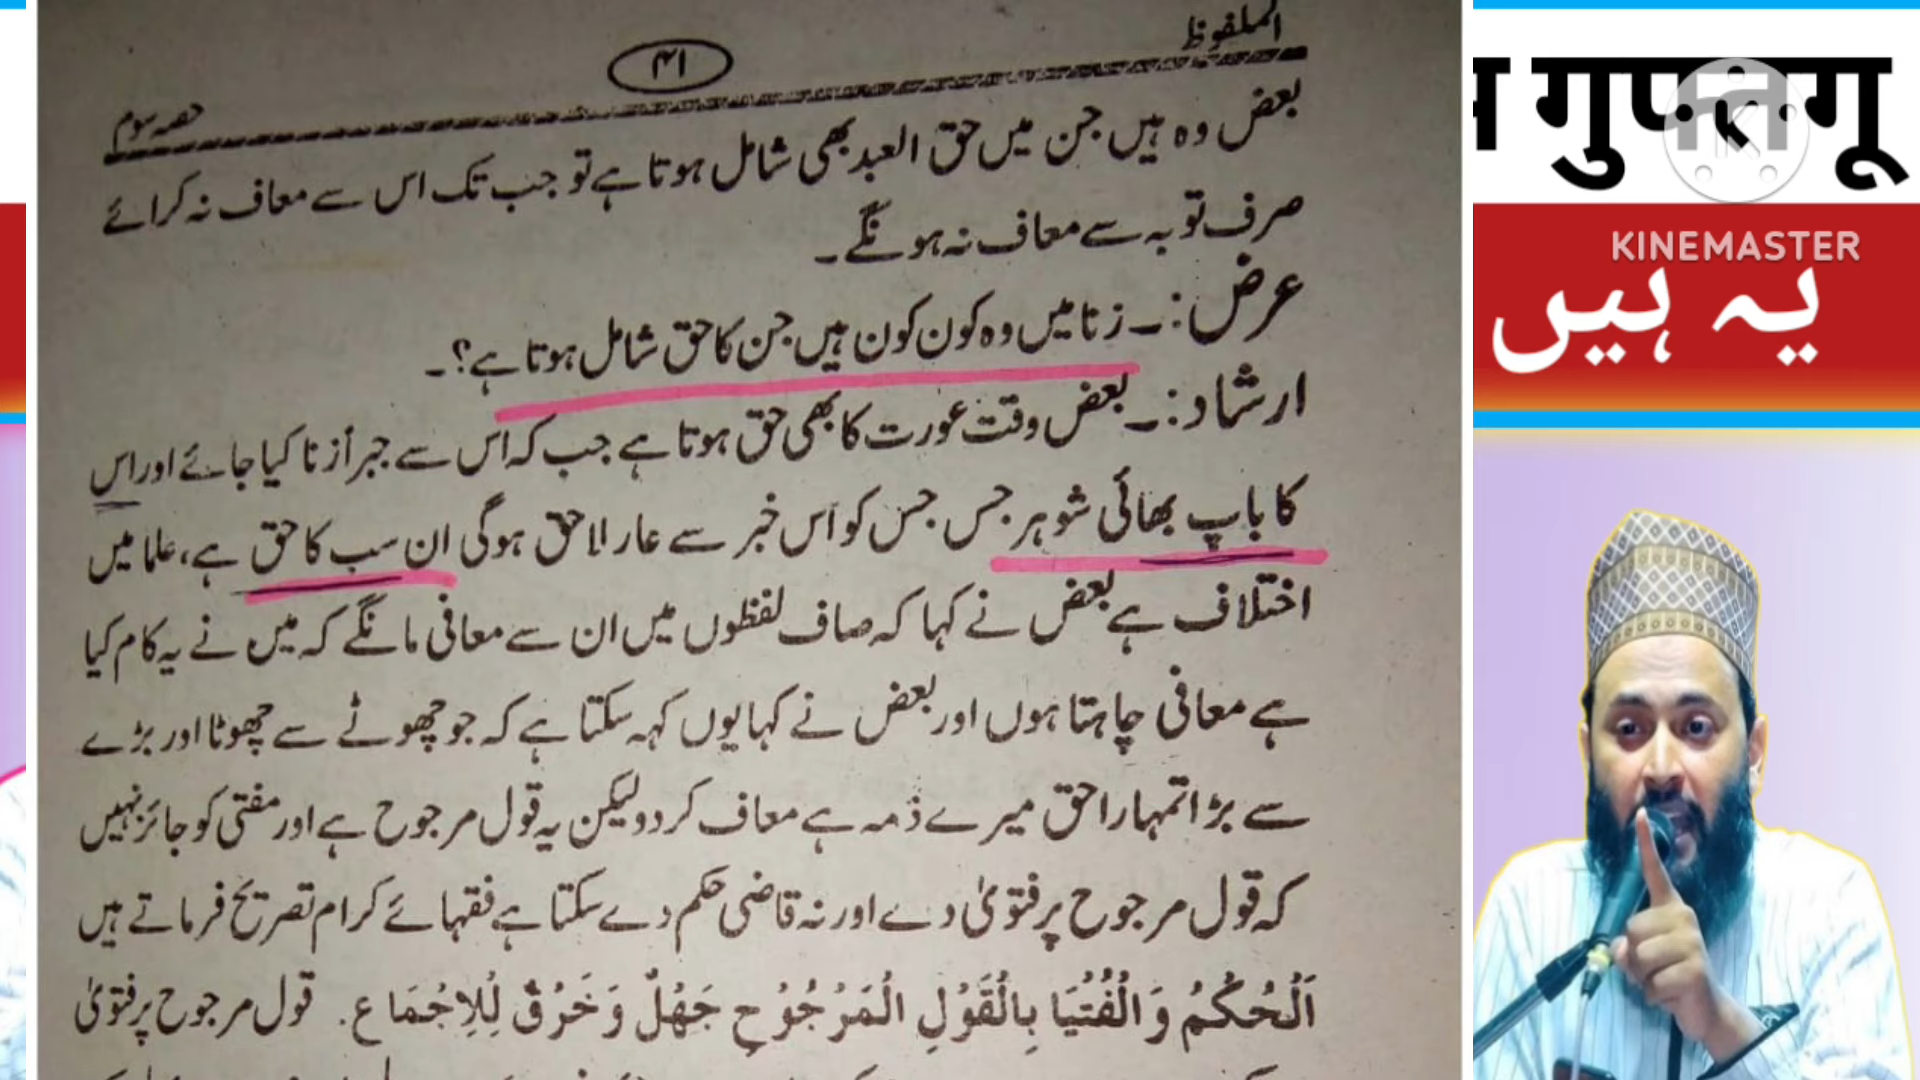 الملفوظ
۴۱
حصہ سوم
بعض وہ ہیں جن میں حق العبد بھی شامل ہوتا ہے تو جب تک اس سے معاف نہ کرائے
صرف توبہ سے معاف نہ ہونگے۔
عرض:۔ زنا میں وہ کون کون ہیں جن کا حق شامل ہوتا ہے؟۔
ارشاد:۔ بعض وقت عورت کا بھی حق ہوتا ہے جب کہ اس سے جبراً زنا کیا جائے اور اس
کا باپ بھائی شوہر جس جس کو اس خبر سے عار لاحق ہوگی ان سب کا حق ہے، علما میں
اختلاف ہے بعض نے کہا کہ صاف لفظوں میں ان سے معافی مانگے کہ میں نے یہ کام کیا
ہے معافی چاہتا ہوں اور بعض نے کہا یوں کہہ سکتا ہے کہ جو چھوٹے سے چھوٹا اور بڑے
سے بڑا تمہارا حق میرے ذمہ ہے معاف کر دو لیکن یہ قول مرجوح ہے اور مفتی کو جائز نہیں
کہ قول مرجوح پر فتویٰ دے اور نہ قاضی حکم دے سکتا ہے فقہائے کرام تصریح فرماتے ہیں
اَلْحُكْمُ وَالْفُتْيَا بِالْقَوْلِ الْمَرْجُوْحِ جَهْلٌ وَخَرْقٌ لِلْاِجْمَاعِ. قول مرجوح پر فتویٰ
गुफ्तगू
KINEMASTER
یہ ہیں